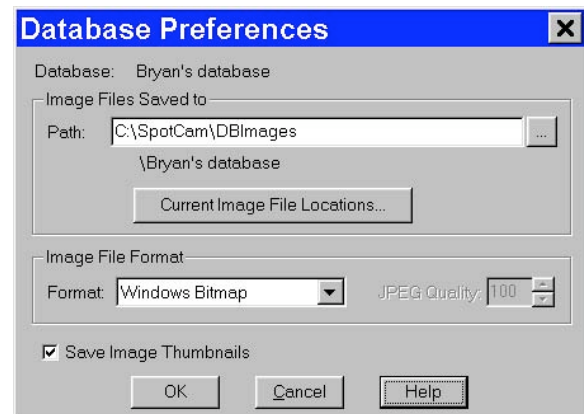 Database Preferences
Database: Bryan's database
Image Files Saved to
Path: C:\SpotCam\DBImages ...
\Bryan's database
Current Image File Locations...
Image File Format
Format: Windows Bitmap JPEG Quality: 100
Save Image Thumbnails
OK Cancel Help